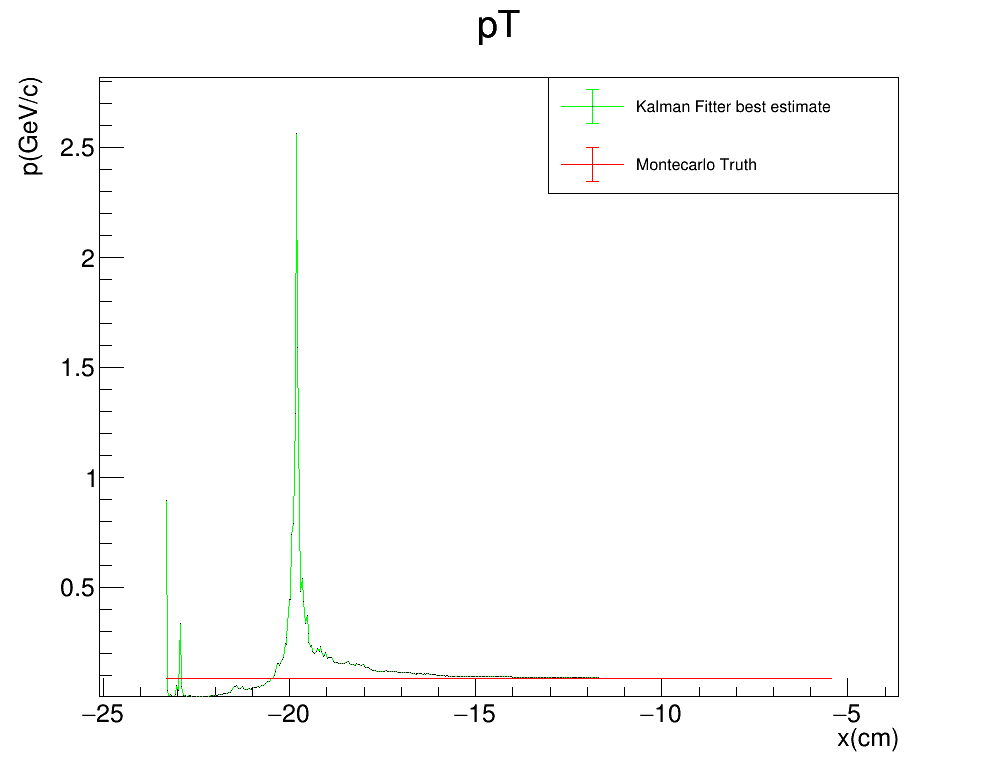 pT
p(GeV/c)
Kalman Fitter best estimate
Montecarlo Truth
2.5
2
1.5
1
0.5
−25
−20
−15
−10
−5
x(cm)